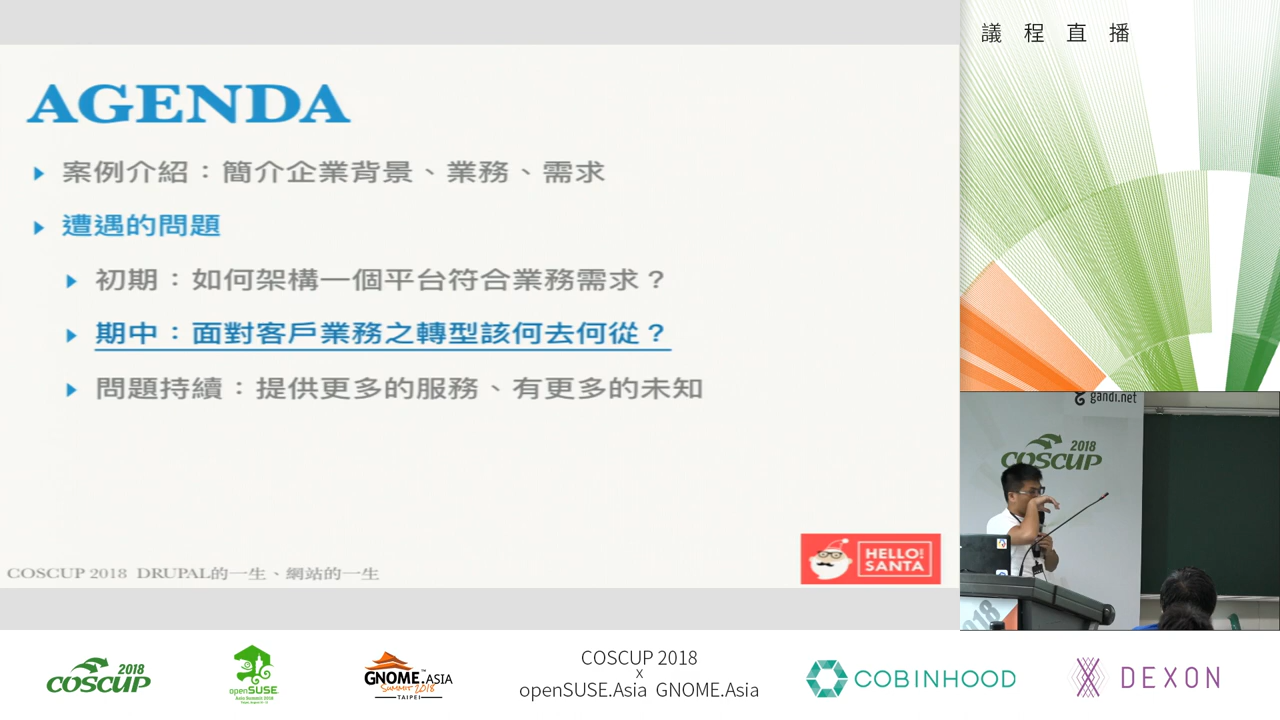 AGENDA
案例介紹：簡介企業背景、業務、需求
遭遇的問題
初期：如何架構一個平台符合業務需求？
期中：面對客戶業務之轉型該何去何從？
問題持續：提供更多的服務、有更多的未知
COSCUP 2018 DRUPAL的一生、網站的一生
HELLO!
SANTA
議程直播
gandi.net
2018
COSCUP
2018
2018
COSCUP
openSUSE
GNOME.ASIA
SUMMIT 2018
TAIPEI
COSCUP 2018
x
openSUSE.Asia GNOME.Asia
COBINHOOD
DEXON